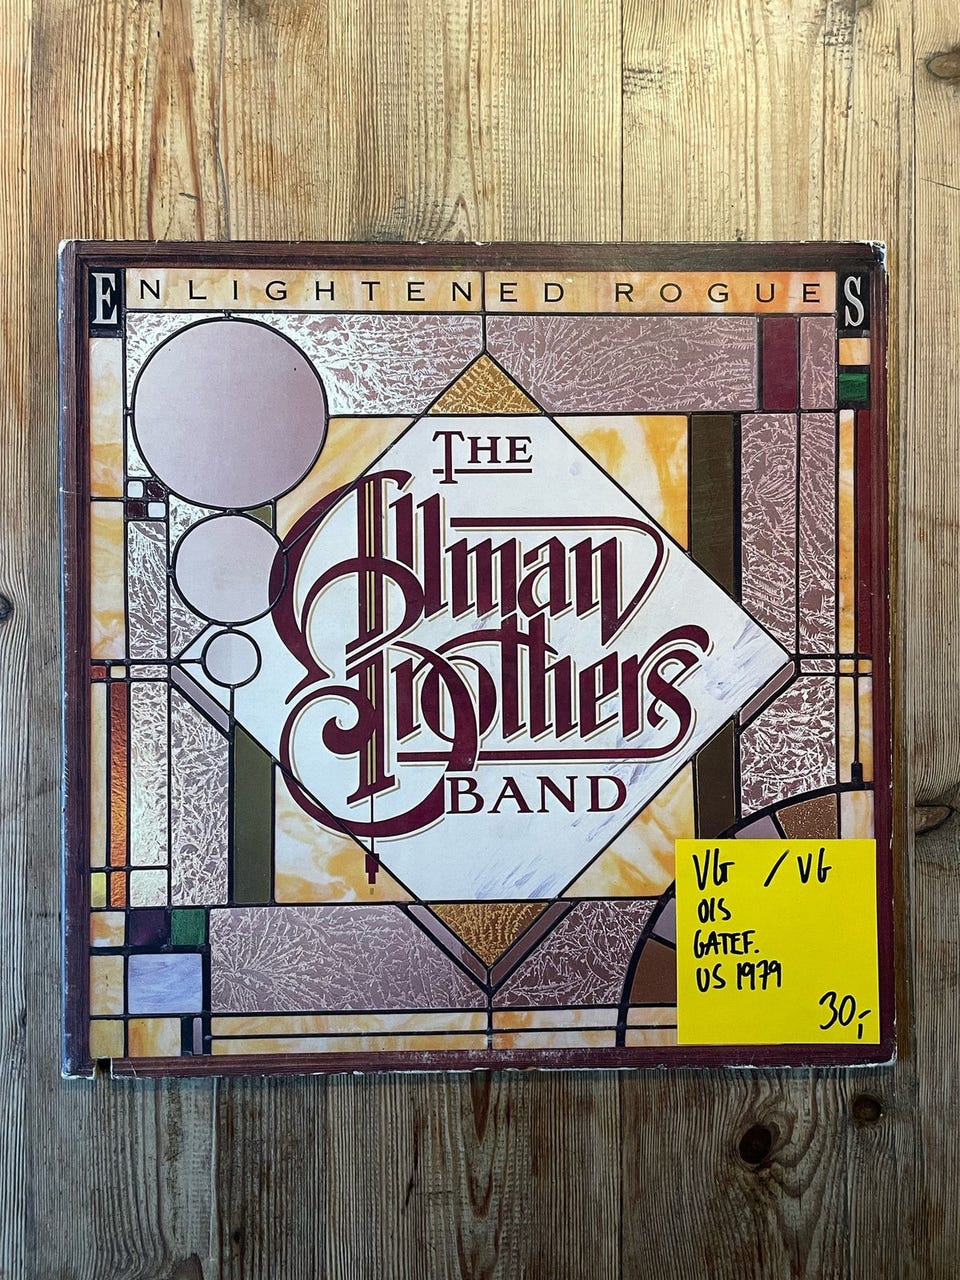 ENLIGHTENED ROGUES
THE
Allman
Brothers
BAND
VG / VG
OIS
GATEF.
US 1979
30,-